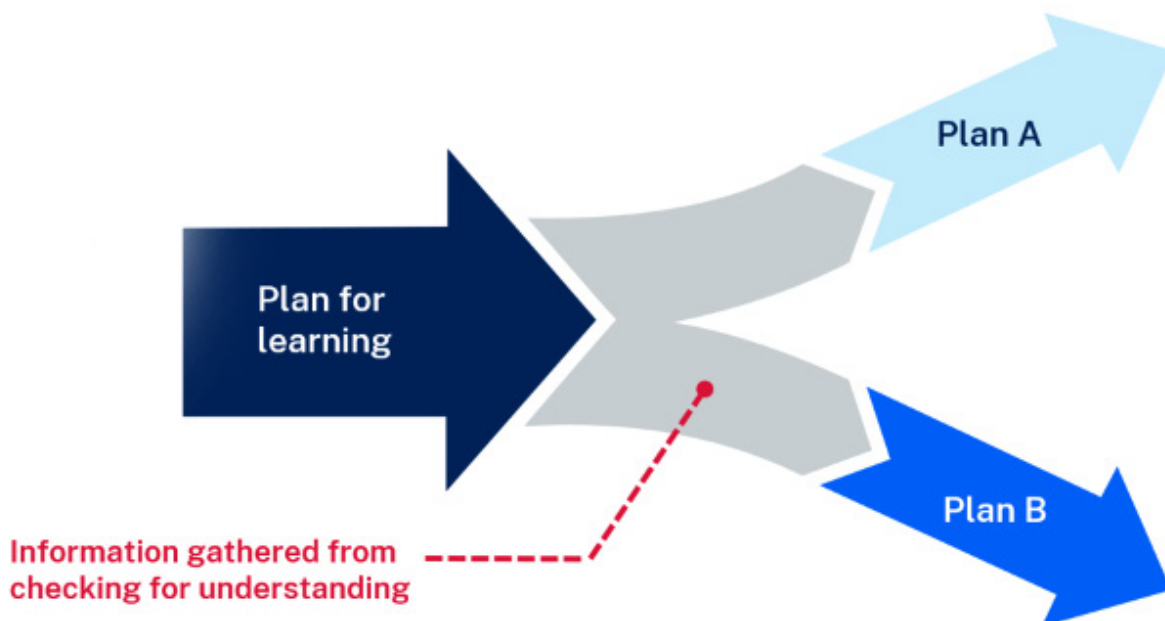 Plan A
Plan for
learning
Plan B
Information gathered from
checking for understanding